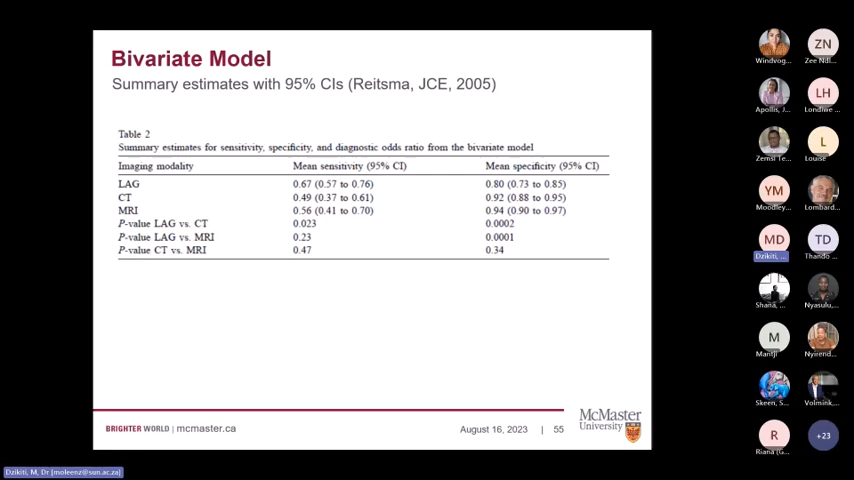 Bivariate Model
Summary estimates with 95% CIs (Reitsma, JCE, 2005)
Table 2
Summary estimates for sensitivity, specificity, and diagnostic odds ratio from the bivariate model
Imaging modality Mean sensitivity (95% CI) Mean specificity (95% CI)
LAG 0.67 (0.57 to 0.76) 0.80 (0.73 to 0.85)
CT 0.49 (0.37 to 0.61) 0.92 (0.88 to 0.95)
MRI 0.56 (0.41 to 0.70) 0.94 (0.90 to 0.97)
P-value LAG vs. CT 0.023 0.0002
P-value LAG vs. MRI 0.23 0.0001
P-value CT vs. MRI 0.47 0.34
BRIGHTER WORLD | mcmaster.ca
August 16, 2023 | 55
McMaster
University
Windvog...
ZN
Zee Ndl...
Apollis, J...
LH
Londiwe ...
Zemsi Te...
L
Louise
YM
Moodley...
Lombard...
MD
Dzikiti, ...
TD
Thando ...
Shana, ...
Nyasulu,...
M
Mantji
Nyirend...
Skeen, S...
Volmink,...
R
Riana (G...
+23
Dzikiti, M, Dr [moleenz@sun.ac.za]